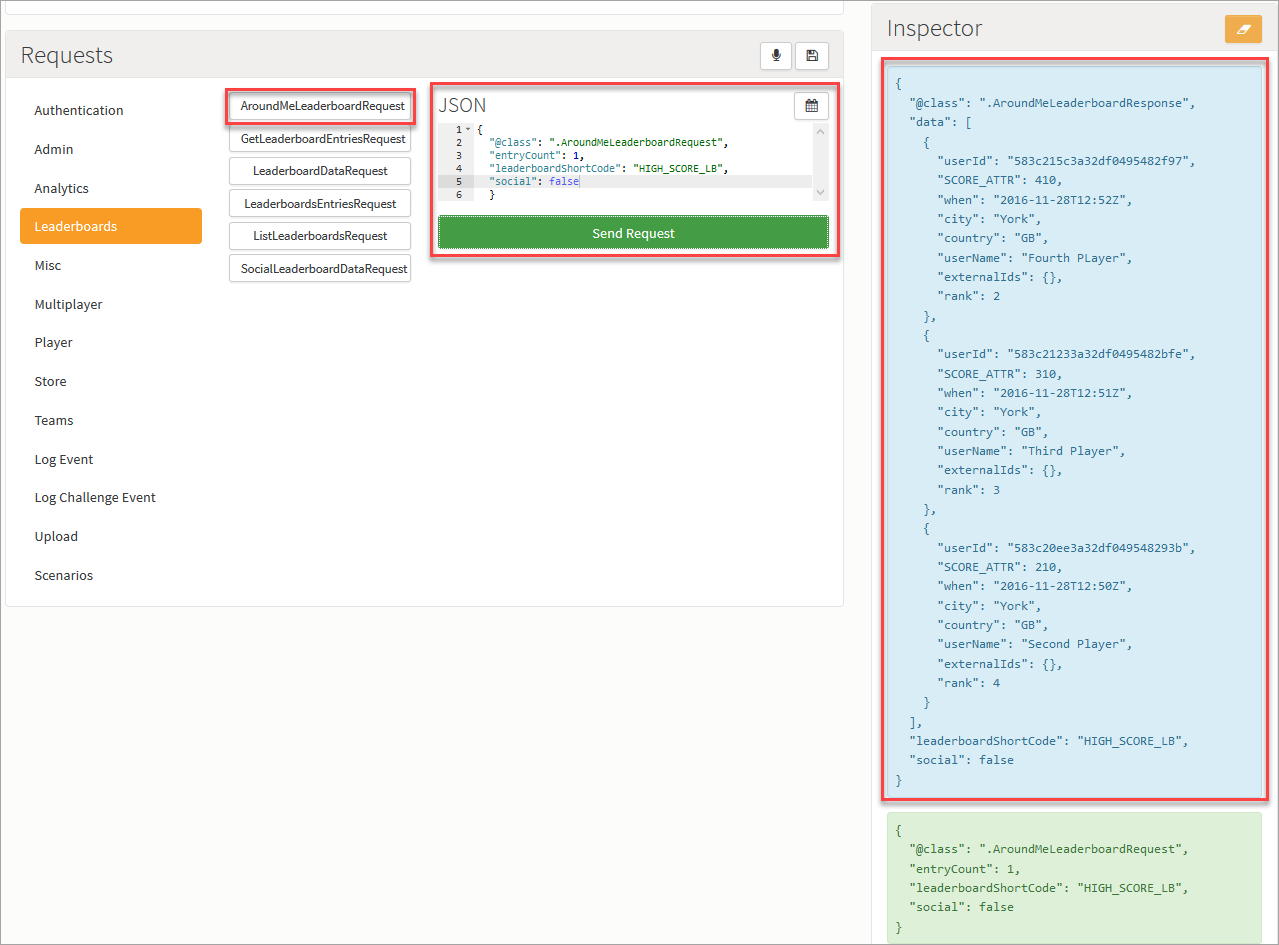 Requests
Authentication
Admin
Analytics
Leaderboards
Misc
Multiplayer
Player
Store
Teams
Log Event
Log Challenge Event
Upload
Scenarios
AroundMeLeaderboardRequest
GetLeaderboardEntriesRequest
LeaderboardDataRequest
LeaderboardsEntriesRequest
ListLeaderboardsRequest
SocialLeaderboardDataRequest
JSON
1 {
2 "@class": ".AroundMeLeaderboardRequest",
3 "entryCount": 1,
4 "leaderboardShortCode": "HIGH_SCORE_LB",
5 "social": false
6 }
Send Request
Inspector
{
"@class": ".AroundMeLeaderboardResponse",
"data": [
{
"userId": "583c215c3a32df0495482f97",
"SCORE_ATTR": 410,
"when": "2016-11-28T12:52Z",
"city": "York",
"country": "GB",
"userName": "Fourth PLayer",
"externalIds": {},
"rank": 2
},
{
"userId": "583c21233a32df0495482bfe",
"SCORE_ATTR": 310,
"when": "2016-11-28T12:51Z",
"city": "York",
"country": "GB",
"userName": "Third Player",
"externalIds": {},
"rank": 3
},
{
"userId": "583c20ee3a32df049548293b",
"SCORE_ATTR": 210,
"when": "2016-11-28T12:50Z",
"city": "York",
"country": "GB",
"userName": "Second Player",
"externalIds": {},
"rank": 4
}
],
"leaderboardShortCode": "HIGH_SCORE_LB",
"social": false
}
{
"@class": ".AroundMeLeaderboardRequest",
"entryCount": 1,
"leaderboardShortCode": "HIGH_SCORE_LB",
"social": false
}